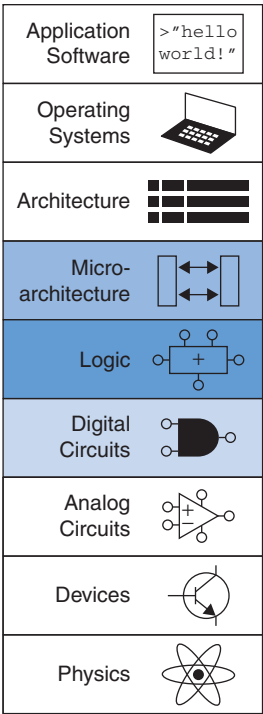 Application
Software
>"hello
world!"
Operating
Systems
Architecture
Micro-
architecture
Logic
+
Digital
Circuits
Analog
Circuits
+
−
Devices
Physics